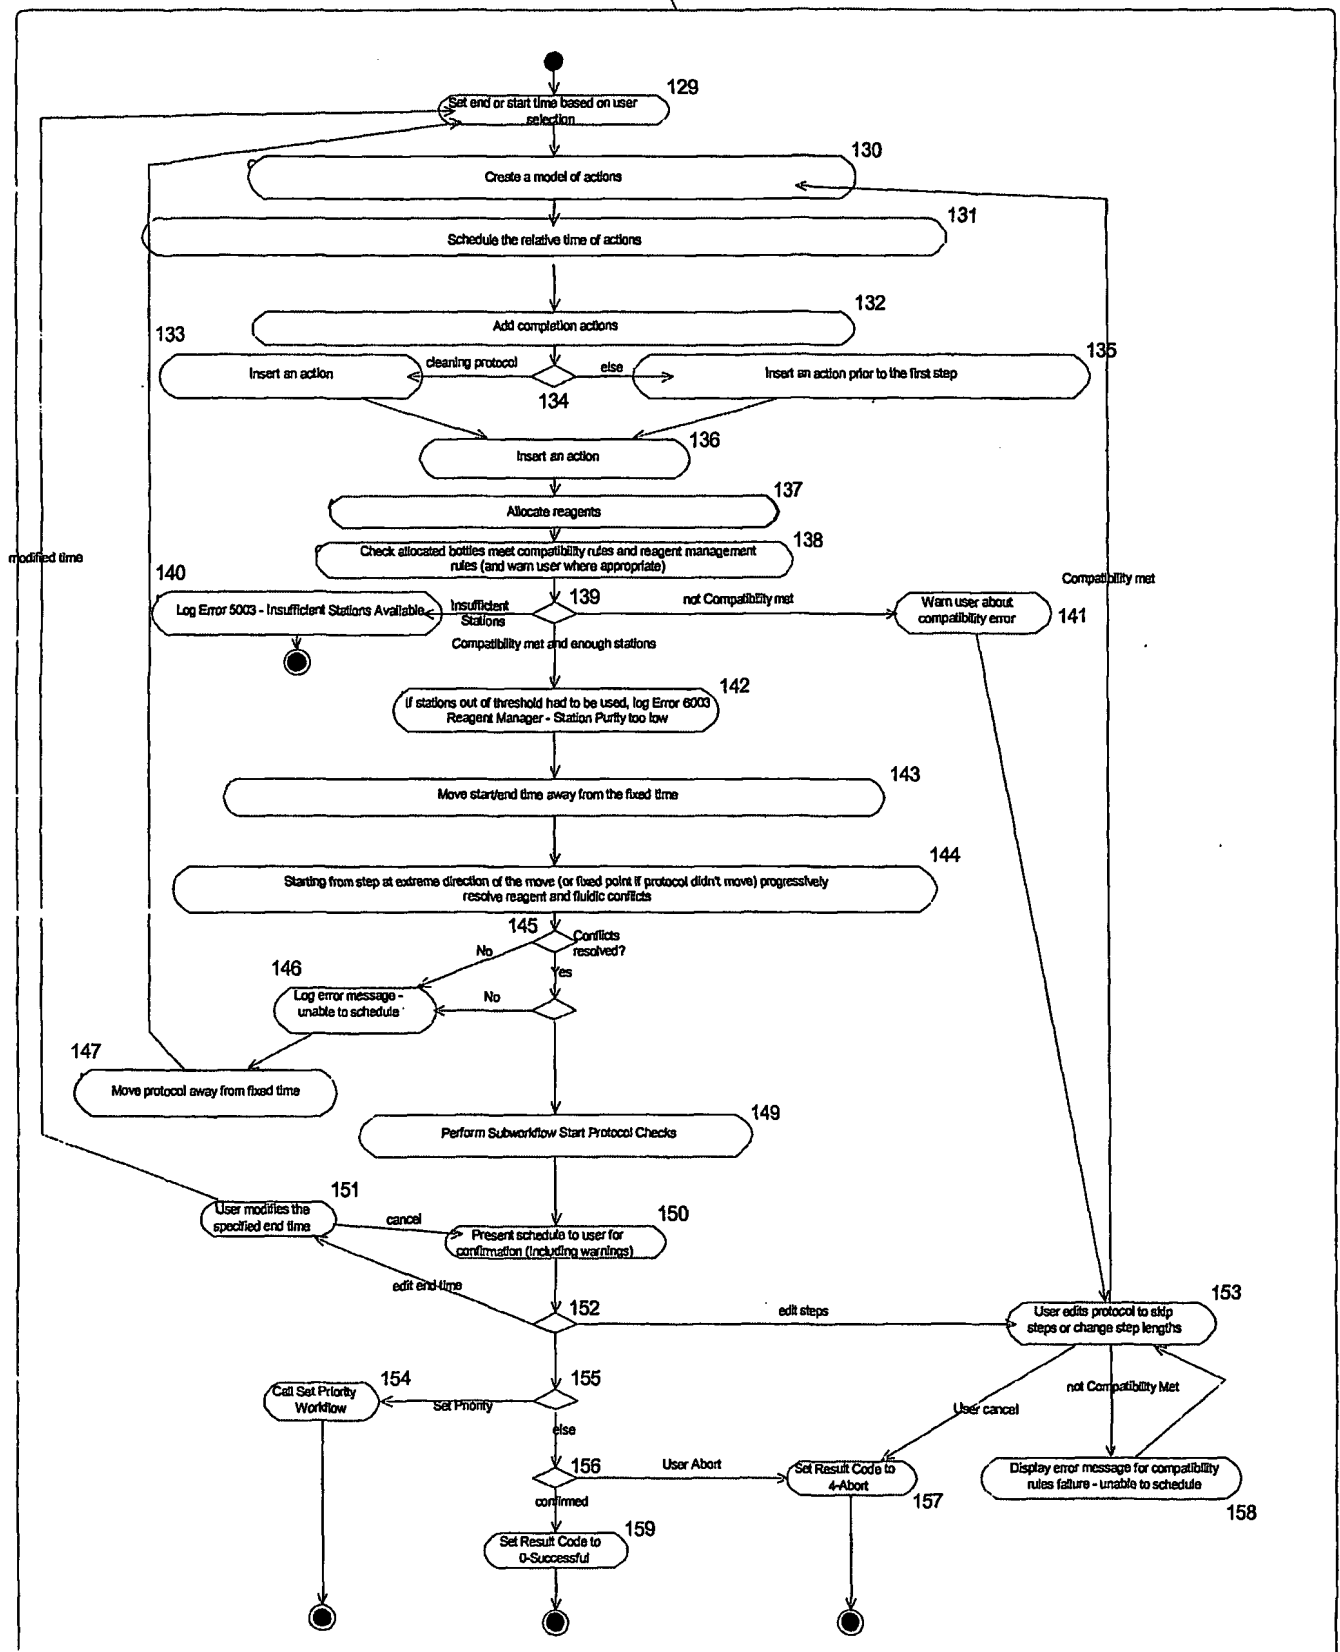 129
Set end or start time based on user
selection
130
Create a model of actions
131
Schedule the relative time of actions
132
Add completion actions
133
Insert an action
cleaning protocol
134
else
135
Insert an action prior to the first step
136
Insert an action
137
Allocate reagents
138
Check allocated bottles meet compatibility rules and reagent management
rules (and warn user where appropriate)
modified time
Compatibility met
140
Log Error 5003 - Insufficient Stations Available
Insufficient
Stations
139
not Compatibility met
Warn user about
compatibility error
141
Compatibility met and enough stations
142
If stations out of threshold had to be used, log Error 6003
Reagent Manager - Station Purity too low
143
Move start/end time away from the fixed time
144
Starting from step at extreme direction of the move (or fixed point if protocol didn't move) progressively
resolve reagent and fluidic conflicts
145
Conflicts
resolved?
No
Yes
146
Log error message -
unable to schedule
No
147
Move protocol away from fixed time
149
Perform Subworkflow Start Protocol Checks
151
User modifies the
specified end time
cancel
150
Present schedule to user for
confirmation (including warnings)
edit end time
152
edit steps
153
User edits protocol to skip
steps or change step lengths
154
Call Set Priority
Workflow
Set Priority
155
else
not Compatibility Met
User cancel
156
User Abort
confirmed
Set Result Code to
4-Abort
157
Display error message for compatibility
rules failure - unable to schedule
158
159
Set Result Code to
0-Successful